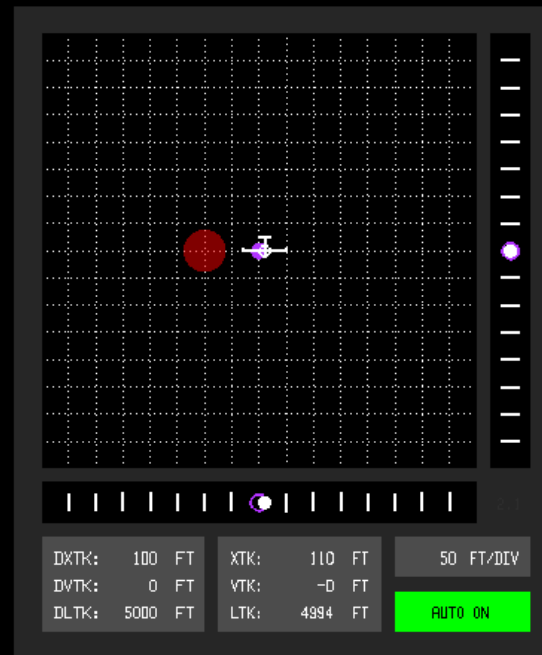 DXTK: 100 FT
DVTK: 0 FT
DLTK: 5000 FT
XTK: 110 FT
VTK: -0 FT
LTK: 4994 FT
50 FT/DIV
AUTO ON